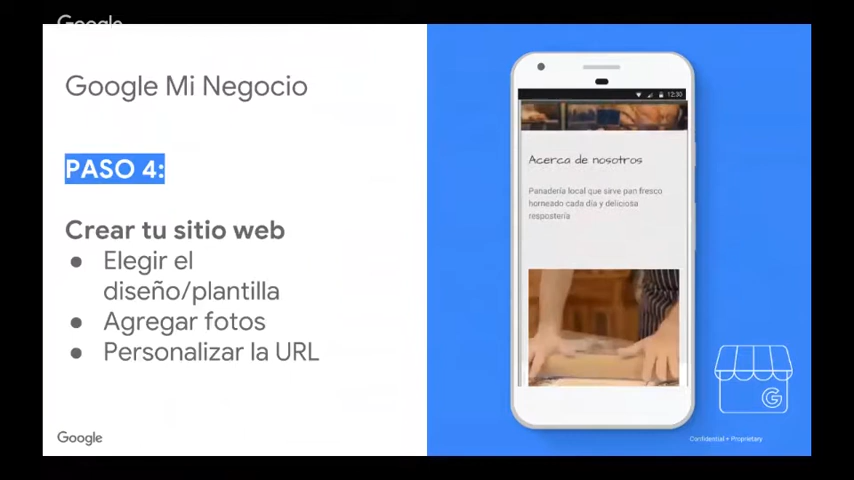 Google
Google Mi Negocio
PASO 4:
Crear tu sitio web
● Elegir el
diseño/plantilla
● Agregar fotos
● Personalizar la URL
Google
12:30
Acerca de nosotros
Panadería local que sirve pan fresco
horneado cada día y deliciosa
respostería
G
Confidential + Proprietary